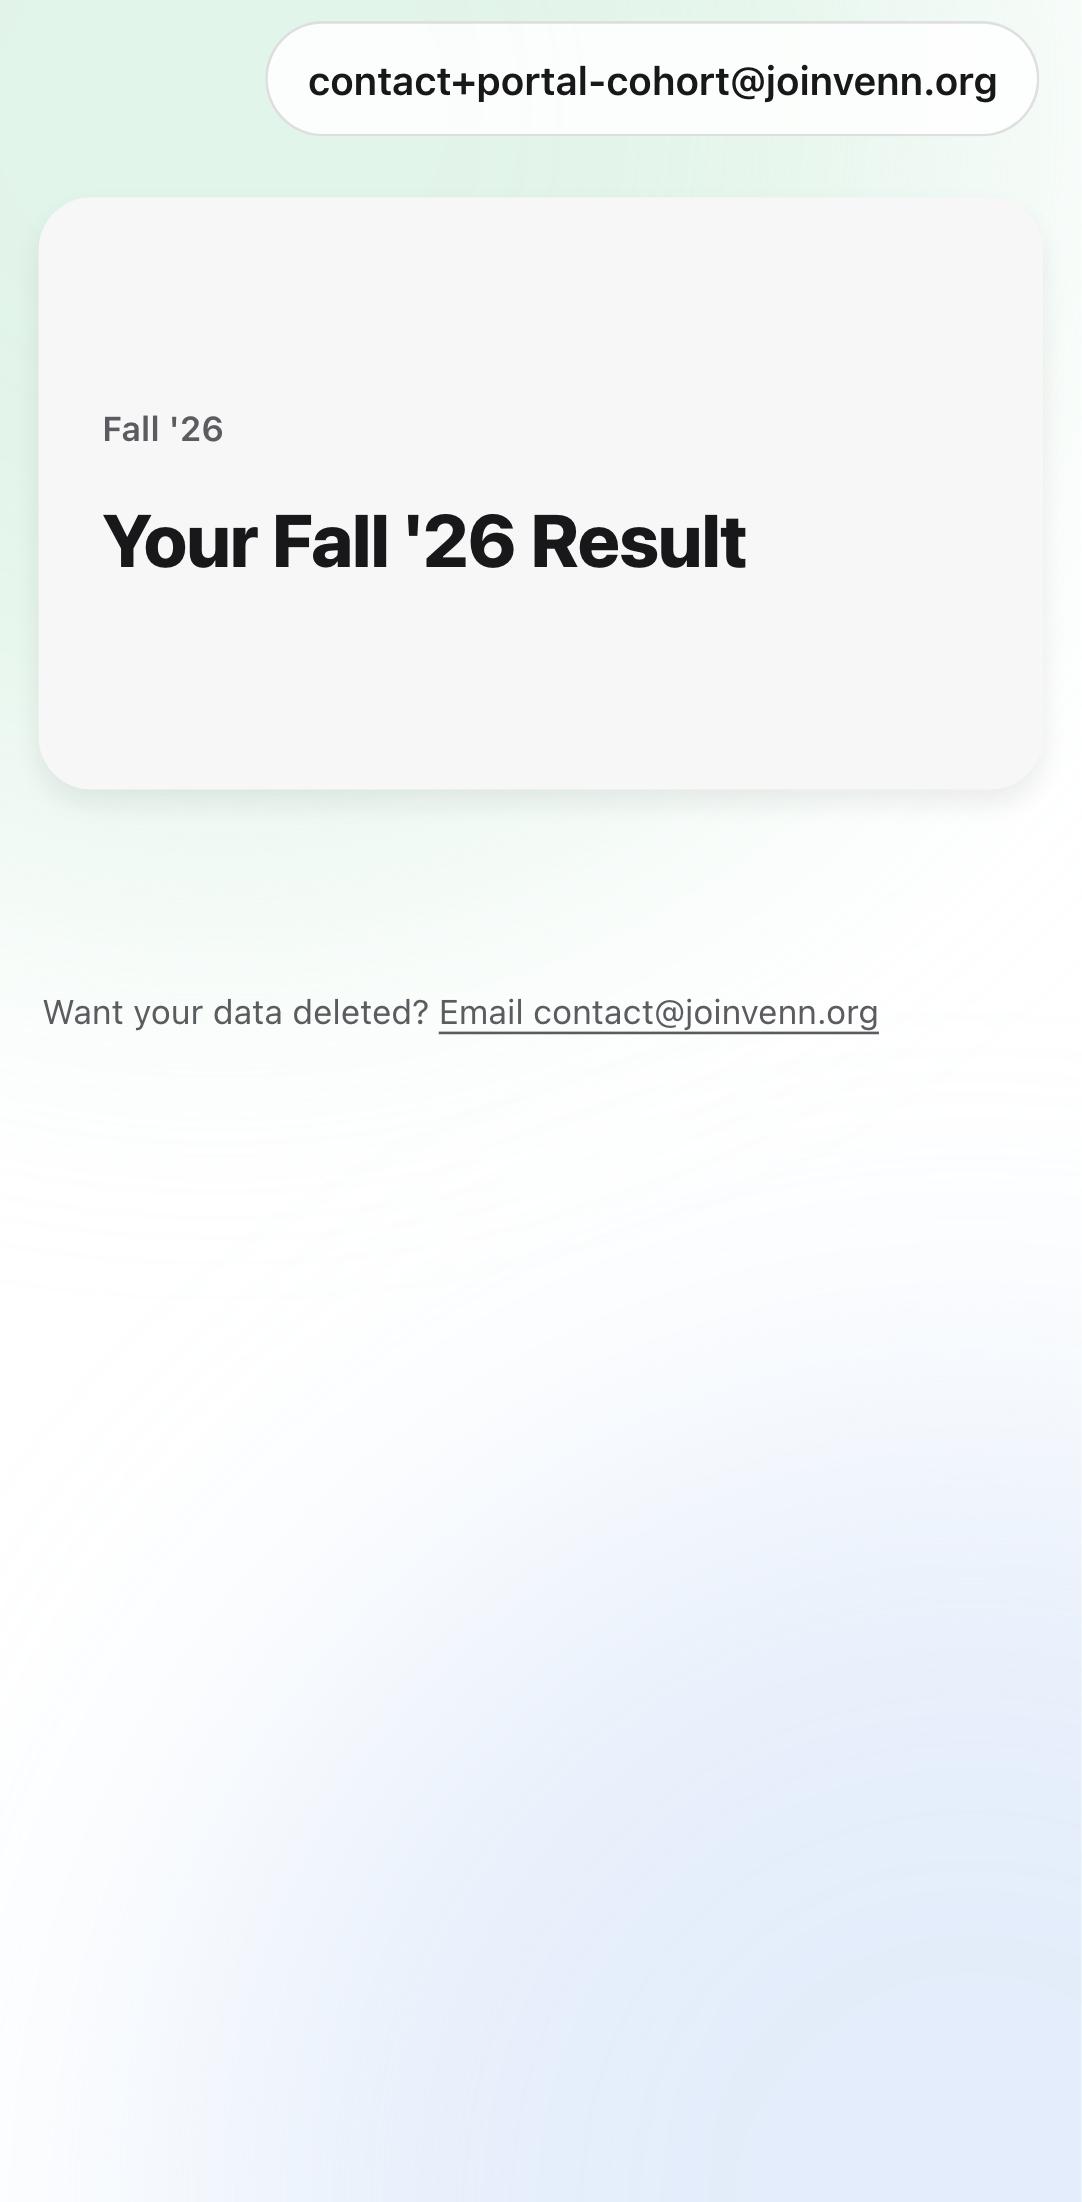 contact+portal-cohort@joinvenn.org
Fall '26
Your Fall '26 Result
Want your data deleted? Email contact@joinvenn.org